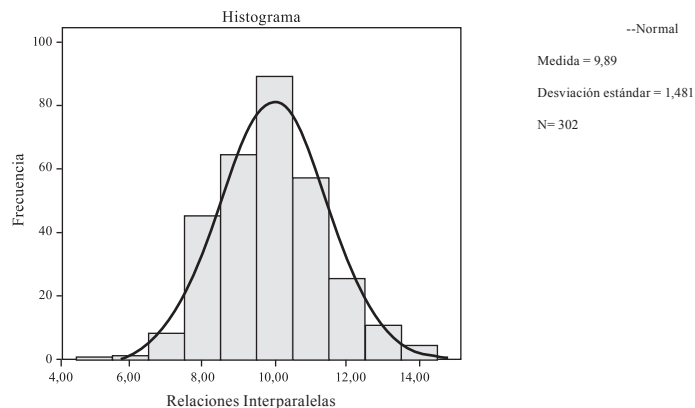 Histograma
--Normal
Medida = 9,89
Desviación estándar = 1,481
N= 302
Frecuencia
100
80
60
40
20
0
4,00 6,00 8,00 10,00 12,00 14,00
Relaciones Interparalelas